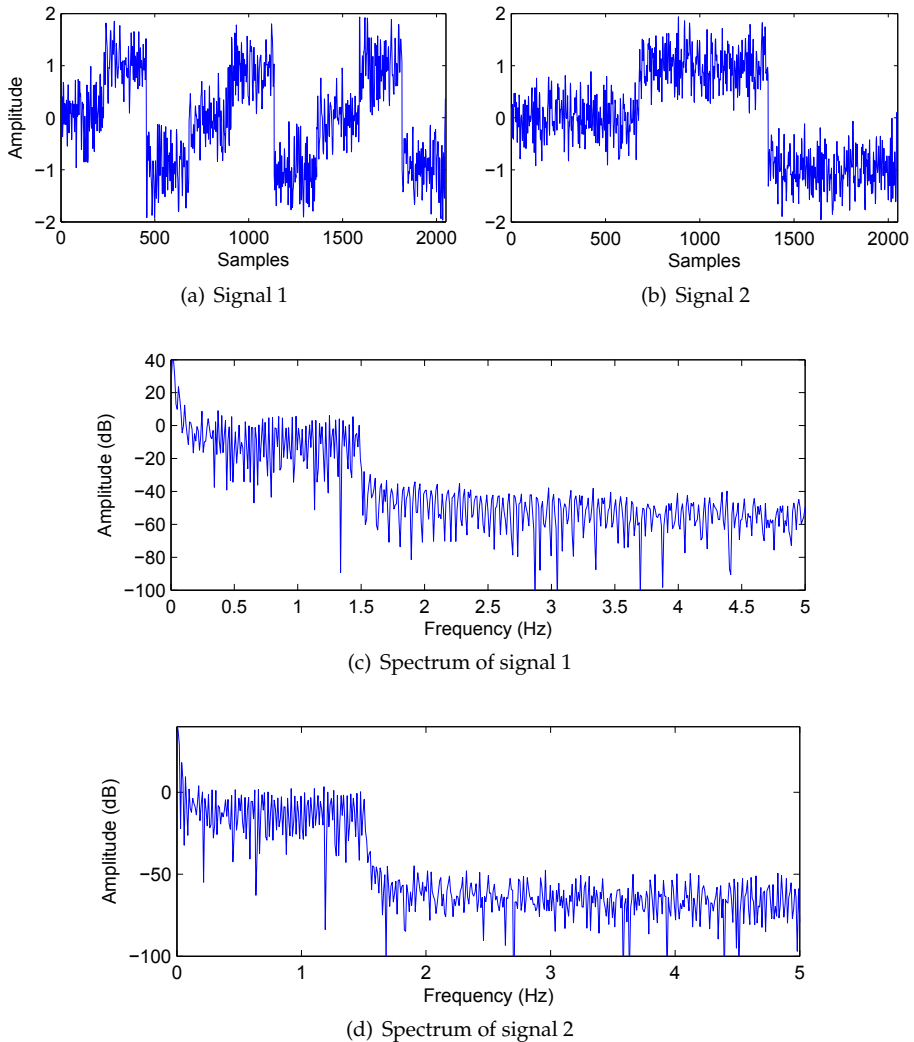 2
1
0
−1
−2
Amplitude
0 500 1000 1500 2000
Samples
(a) Signal 1
2
1
0
−1
−2
0 500 1000 1500 2000
Samples
(b) Signal 2
40
20
0
−20
−40
−60
−80
−100
Amplitude (dB)
0 0.5 1 1.5 2 2.5 3 3.5 4 4.5 5
Frequency (Hz)
(c) Spectrum of signal 1
0
−50
−100
Amplitude (dB)
0 1 2 3 4 5
Frequency (Hz)
(d) Spectrum of signal 2